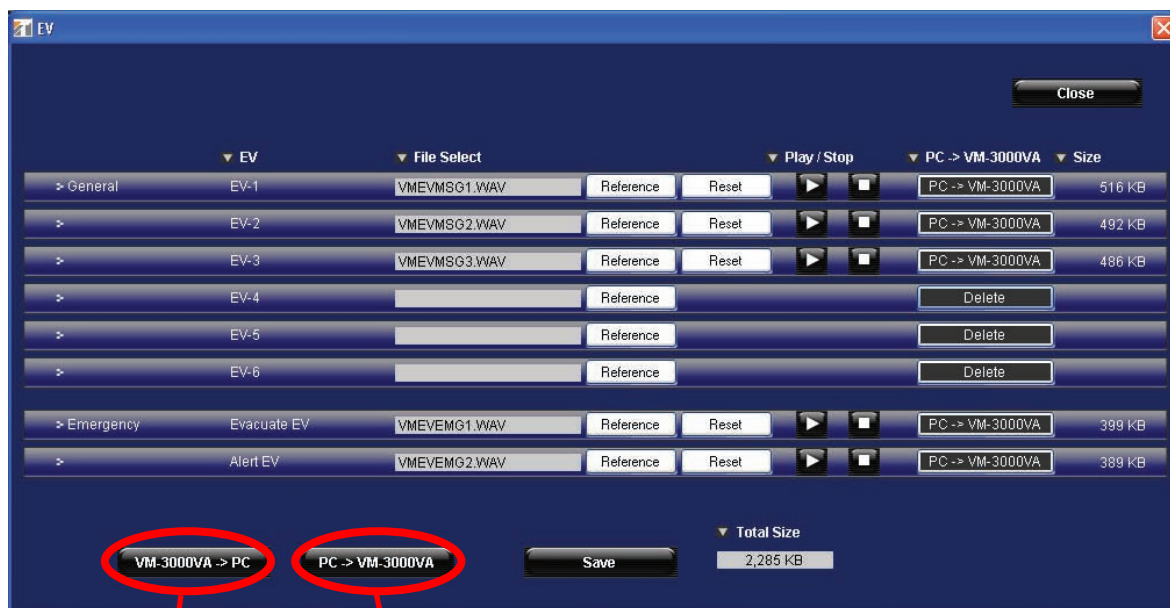 EV
Close
EV File Select Play / Stop PC -> VM-3000VA Size
> General EV-1 VMEVMSG1.WAV Reference Reset PC -> VM-3000VA 516 KB
> EV-2 VMEVMSG2.WAV Reference Reset PC -> VM-3000VA 492 KB
> EV-3 VMEVMSG3.WAV Reference Reset PC -> VM-3000VA 486 KB
> EV-4 Reference Delete
> EV-5 Reference Delete
> EV-6 Reference Delete
> Emergency Evacuate EV VMEVEMG1.WAV Reference Reset PC -> VM-3000VA 399 KB
> Alert EV VMEVEMG2.WAV Reference Reset PC -> VM-3000VA 389 KB
Total Size
VM-3000VA -> PC PC -> VM-3000VA Save 2,285 KB